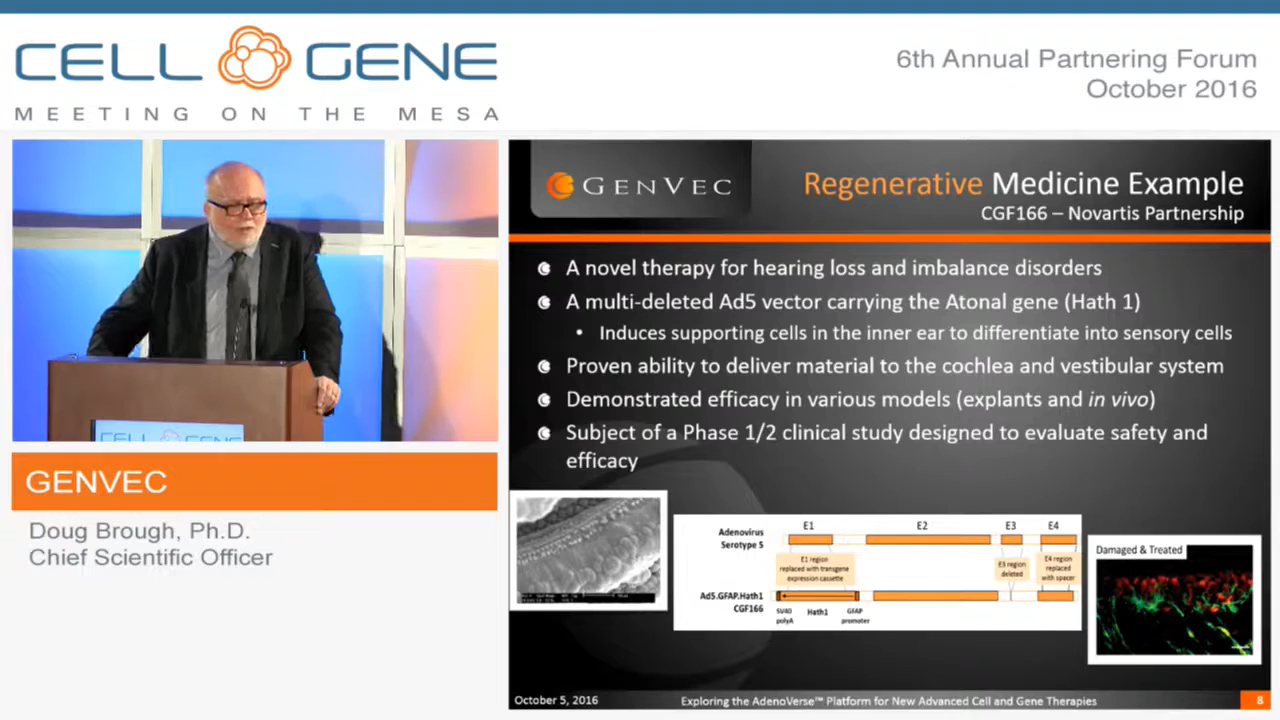 CELL GENE
MEETING ON THE MESA
6th Annual Partnering Forum
October 2016
CELL GENE
GENVEC
Doug Brough, Ph.D.
Chief Scientific Officer
GENVEC
Regenerative Medicine Example
CGF166 – Novartis Partnership
A novel therapy for hearing loss and imbalance disorders
A multi-deleted Ad5 vector carrying the Atonal gene (Hath 1)
• Induces supporting cells in the inner ear to differentiate into sensory cells
Proven ability to deliver material to the cochlea and vestibular system
Demonstrated efficacy in various models (explants and in vivo)
Subject of a Phase 1/2 clinical study designed to evaluate safety and
efficacy
Adenovirus
Serotype 5
E1 E2 E3 E4
E1 region
replaced with transgene
expression cassette
E3 region
deleted
E4 region
replaced
with spacer
Ad5.GFAP.Hath1
CGF166
SV40
polyA
Hath1
GFAP
promoter
Damaged & Treated
October 5, 2016
Exploring the AdenoVerse™ Platform for New Advanced Cell and Gene Therapies
8